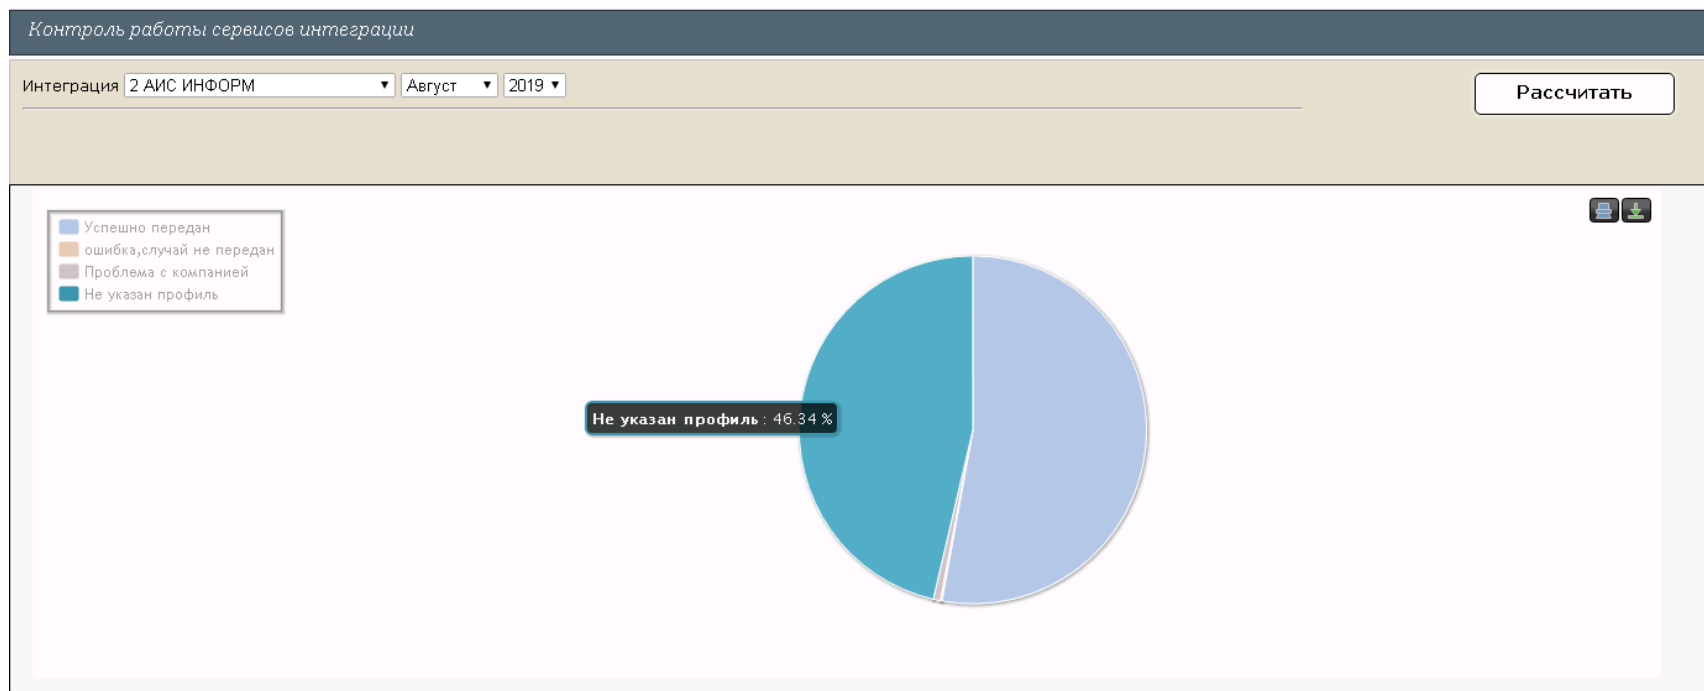 Контроль работы сервисов интеграции
Интеграция 2 АИС ИНФОРМ Август 2019
Рассчитать
Успешно передан
ошибка,случай не передан
Проблема с компанией
Не указан профиль
Не указан профиль : 46.34 %